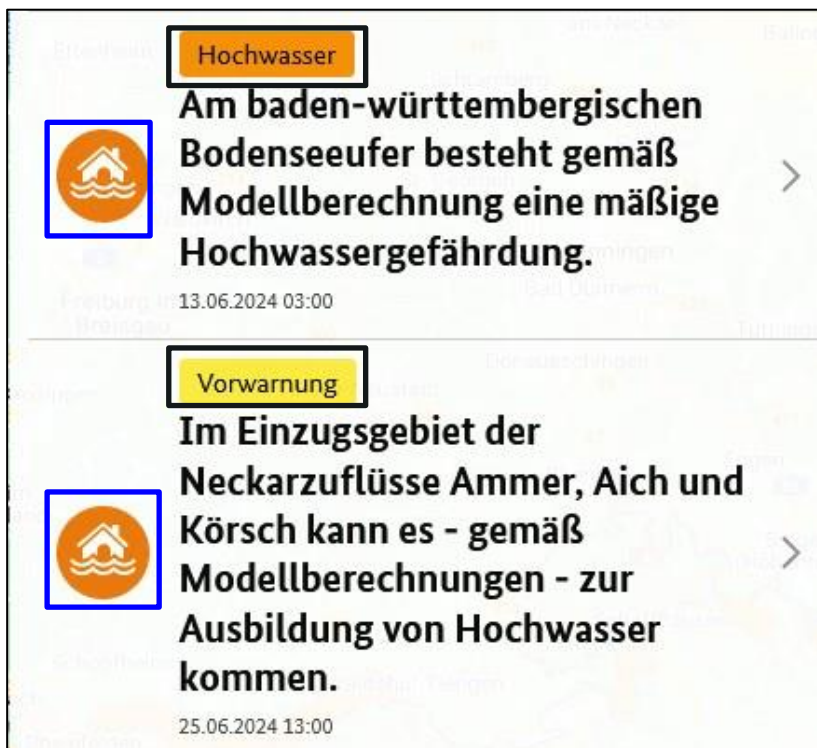 Hochwasser
Am baden-württembergischen
Bodenseeufer besteht gemäß
Modellberechnung eine mäßige
Hochwassergefährdung.
13.06.2024 03:00
Vorwarnung
Im Einzugsgebiet der
Neckarzuflüsse Ammer, Aich und
Körsch kann es - gemäß
Modellberechnungen - zur
Ausbildung von Hochwasser
kommen.
25.06.2024 13:00